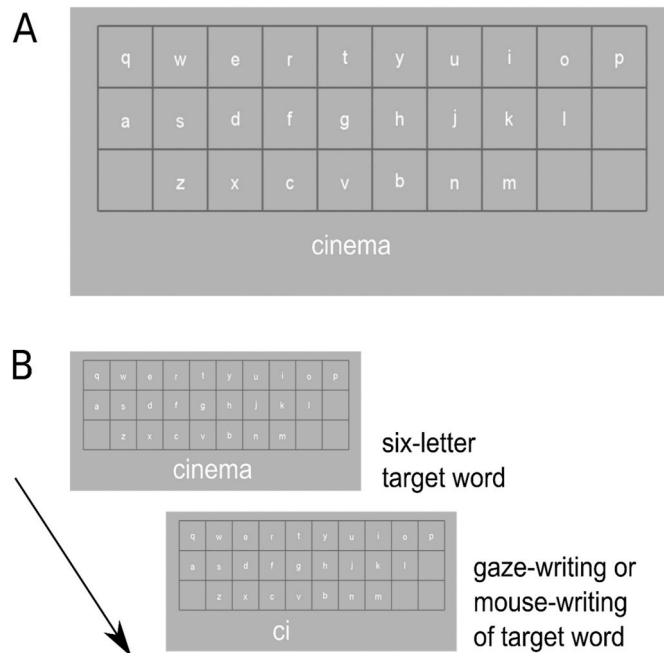 A
q w e r t y u i o p
a s d f g h j k l
z x c v b n m
cinema
B
q w e r t y u i o p
a s d f g h j k l
z x c v b n m
cinema
six-letter
target word
q w e r t y u i o p
a s d f g h j k l
z x c v b n m
ci
gaze-writing or
mouse-writing
of target word